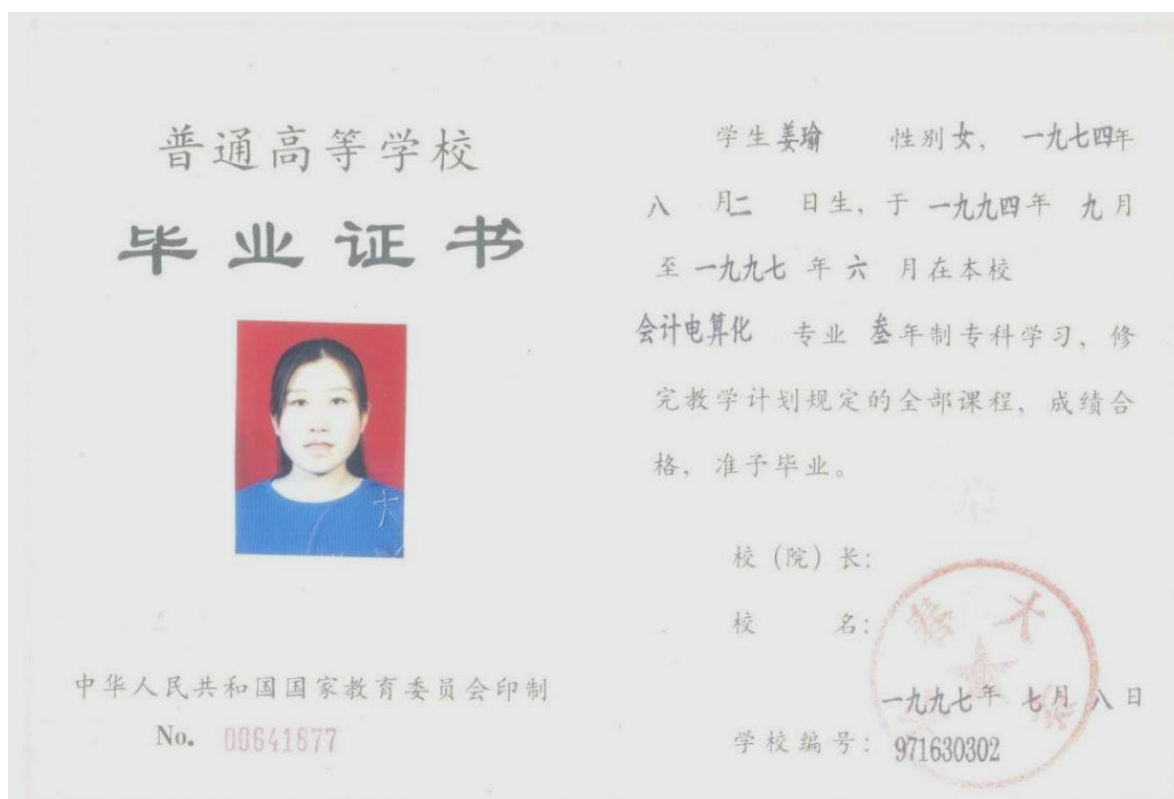 普通高等学校
毕业证书
中华人民共和国国家教育委员会印制
No. 00641677
学生姜瑜 性别女，一九七四年
八 月二 日生，于 一九九四年 九月
至 一九九七 年 六 月在本校
会计电算化 专业 叁年制专科学习，修
完教学计划规定的全部课程，成绩合
格，准予毕业。
校（院）长：
校 名：
一九九七年 七月 八日
学校编号：971630302